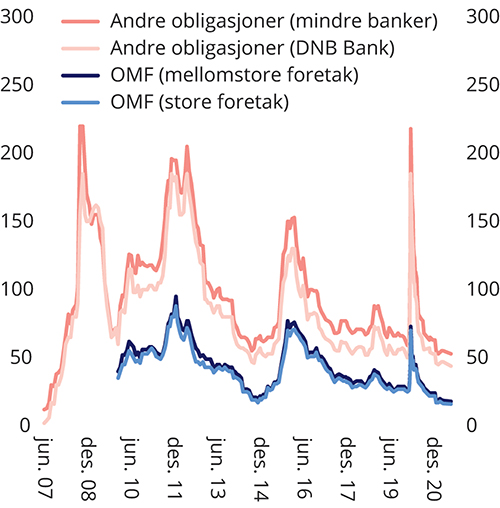 Andre obligasjoner (mindre banker)
Andre obligasjoner (DNB Bank)
OMF (mellomstore foretak)
OMF (store foretak)
300 300
250 250
200 200
150 150
100 100
50 50
0 0
jun. 07 des. 08 jun. 10 des. 11 jun. 13 des. 14 jun. 16 des. 17 jun. 19 des. 20